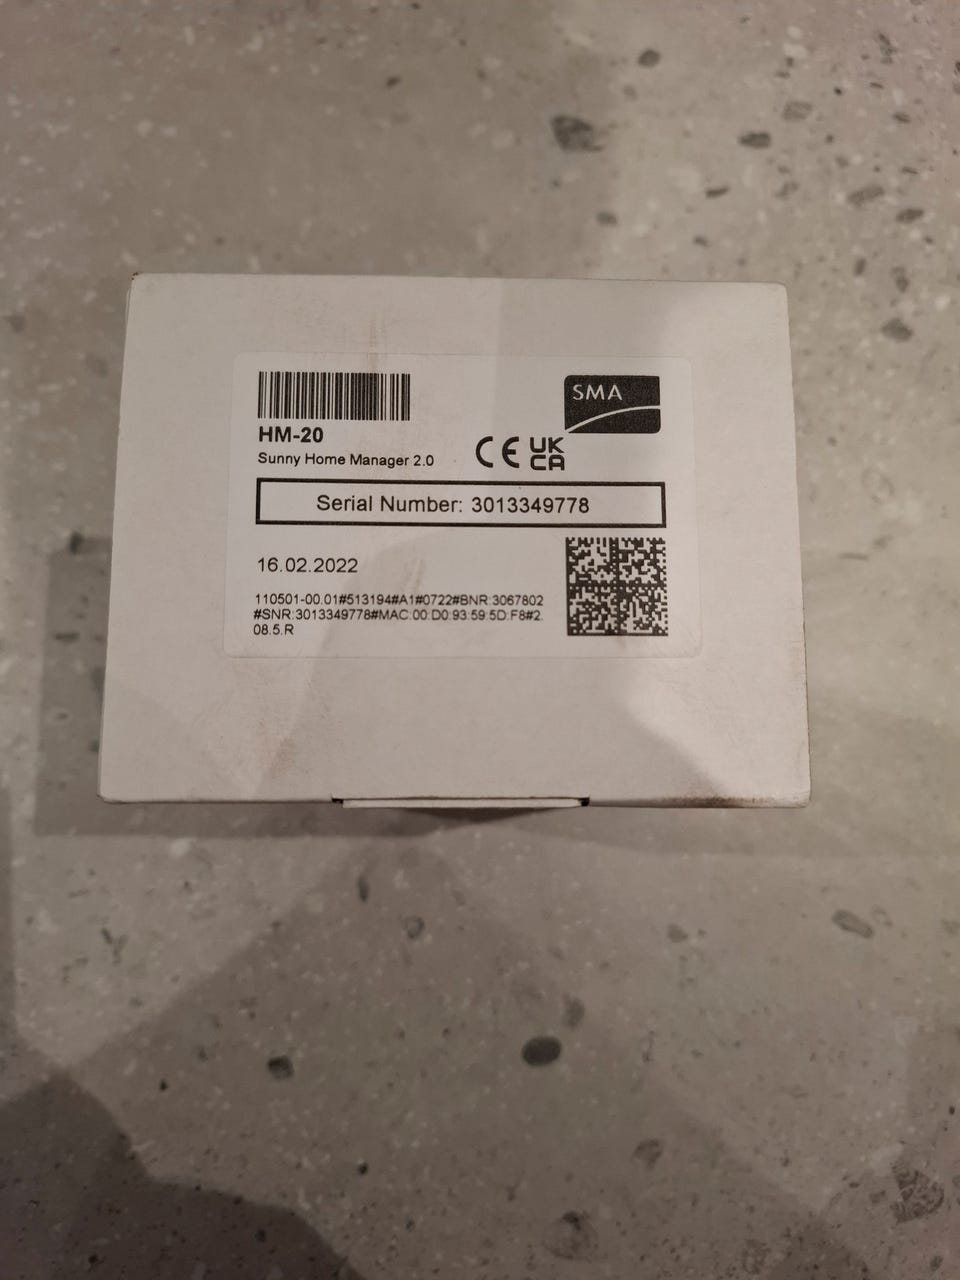 SMA
HM-20
Sunny Home Manager 2.0
CE UK
CA
Serial Number: 3013349778
16.02.2022
110501-00.01#513194#A1#0722#BNR:3067802
#SNR:3013349778#MAC:00:D0:93:59:5D:F8#2.
08.5.R